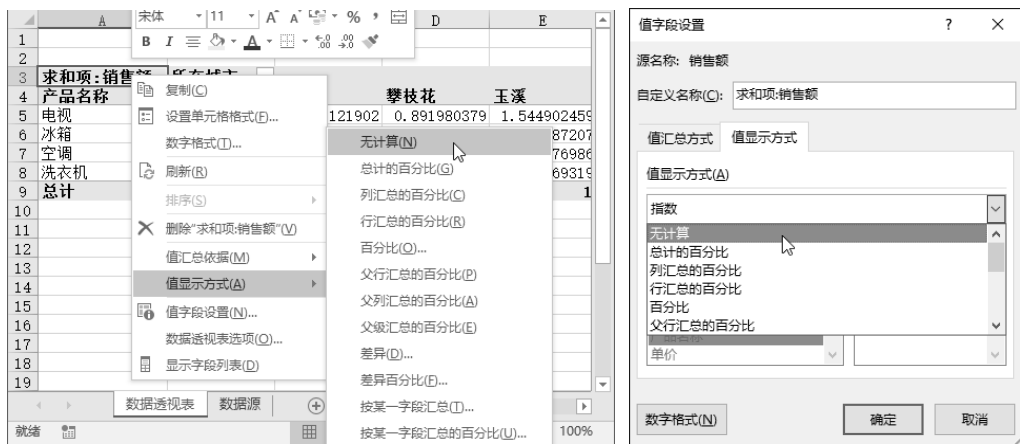 宋体 11 A A % ,
B I A
A D E
1
2
3 求和项:销售额 所在城市
4 产品名称 攀枝花 玉溪
5 电视 121902 0.891980379 1.544902459
6 冰箱 87207
7 空调 76986
8 洗衣机 69319
9 总计 1
10
11
12
13
14
15
16
17
18
19
复制(C)
设置单元格格式(F)...
数字格式(T)...
刷新(R)
排序(S)
删除"求和项:销售额"(V)
值汇总依据(M)
值显示方式(A)
值字段设置(N)...
数据透视表选项(O)...
显示字段列表(D)
无计算(N)
总计的百分比(G)
列汇总的百分比(C)
行汇总的百分比(R)
百分比(O)...
父行汇总的百分比(P)
父列汇总的百分比(A)
父级汇总的百分比(E)
差异(D)...
差异百分比(F)...
按某一字段汇总(T)...
按某一字段汇总的百分比(U)...
数据透视表 数据源
就绪 100%
值字段设置 ? ×
源名称: 销售额
自定义名称(C): 求和项:销售额
值汇总方式 值显示方式
值显示方式(A)
指数
无计算
总计的百分比
列汇总的百分比
行汇总的百分比
百分比
父行汇总的百分比
单价
数字格式(N) 确定 取消